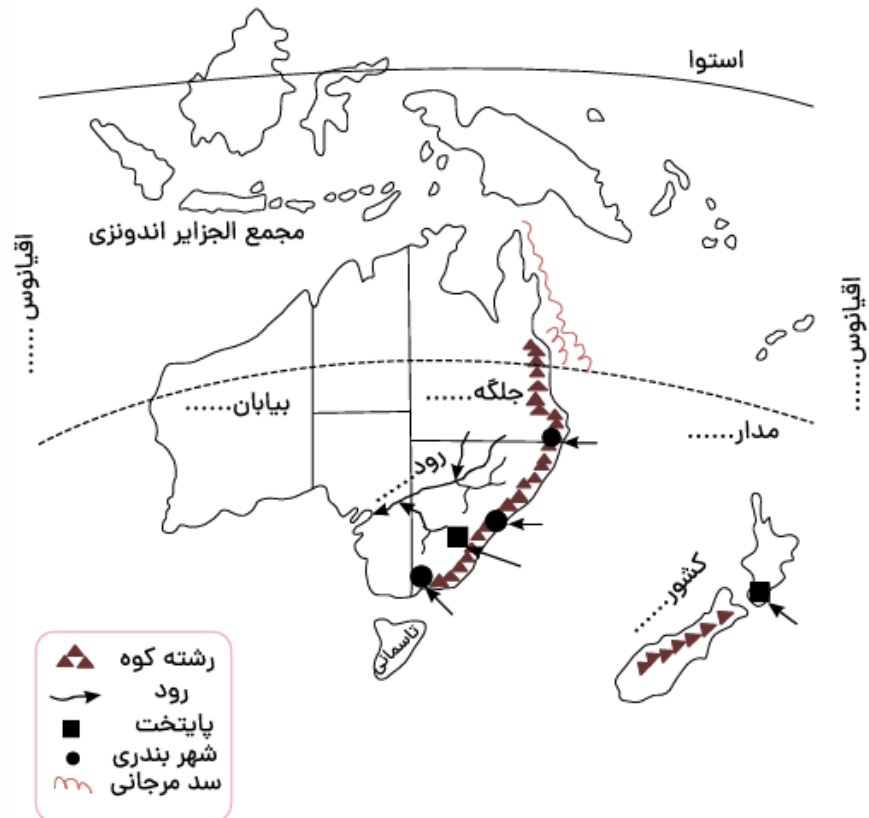 استوا
مجمع الجزایر اندونزی
اقیانوس ......
اقیانوس.......
بیابان.......
جلگه.......
مدار.......
رود.......
کشور.......
تاسمانی
رشته کوه
رود
پایتخت
شهر بندری
سد مرجانی